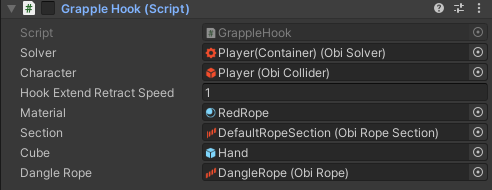 Grapple Hook (Script)
Script GrappleHook
Solver Player(Container) (Obi Solver)
Character Player (Obi Collider)
Hook Extend Retract Speed 1
Material RedRope
Section DefaultRopeSection (Obi Rope Section)
Cube Hand
Dangle Rope DangleRope (Obi Rope)